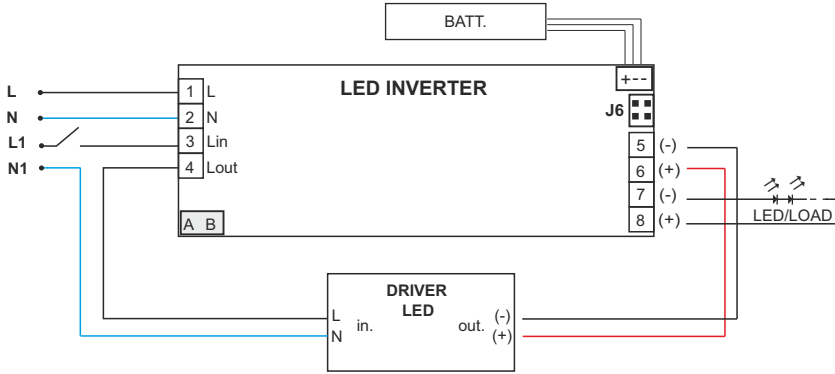 BATT.
LED INVERTER
+--
J6
L 1 L
N 2 N
L1 3 Lin
N1 4 Lout
5 (-)
6 (+)
7 (-)
8 (+)
LED/LOAD
A B
DRIVER
LED
L in. out. (-)
N (+)